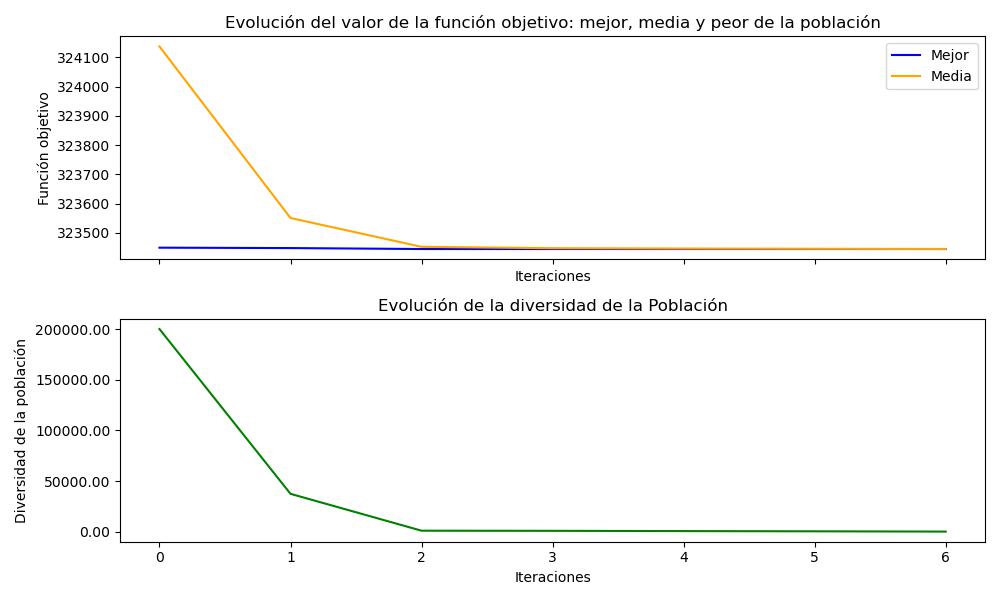 Evolución del valor de la función objetivo: mejor, media y peor de la población
Función objetivo
324100
324000
323900
323800
323700
323600
323500
Mejor
Media
Iteraciones
Evolución de la diversidad de la Población
Diversidad de la población
200000.00
150000.00
100000.00
50000.00
0.00
0 1 2 3 4 5 6
Iteraciones